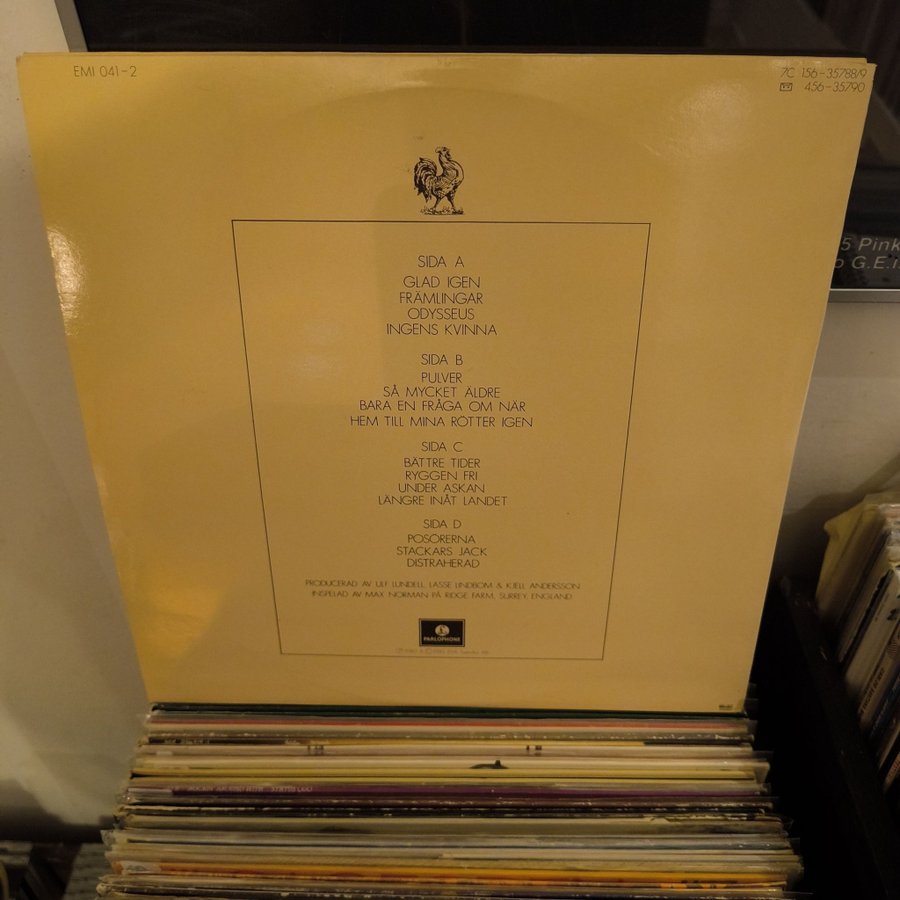 EMI 041-2
7C 156-35788/9
456-35790
SIDA A
GLAD IGEN
FRÄMLINGAR
ODYSSEUS
INGENS KVINNA
SIDA B
PULVER
SÅ MYCKET ÄLDRE
BARA EN FRÅGA OM NÄR
HEM TILL MINA RÖTTER IGEN
SIDA C
BÄTTRE TIDER
RYGGEN FRI
UNDER ASKAN
LÄNGRE INÅT LANDET
SIDA D
POSÖRERNA
STACKARS JACK
DISTRAHERAD
PRODUCERAD AV ULF LUNDELL, LASSE LINDBOM & KJELL ANDERSSON
INSPELAD AV MAX NORMAN PÅ RIDGE FARM, SURREY, ENGLAND
PARLOPHONE
5 Pink
G.E.